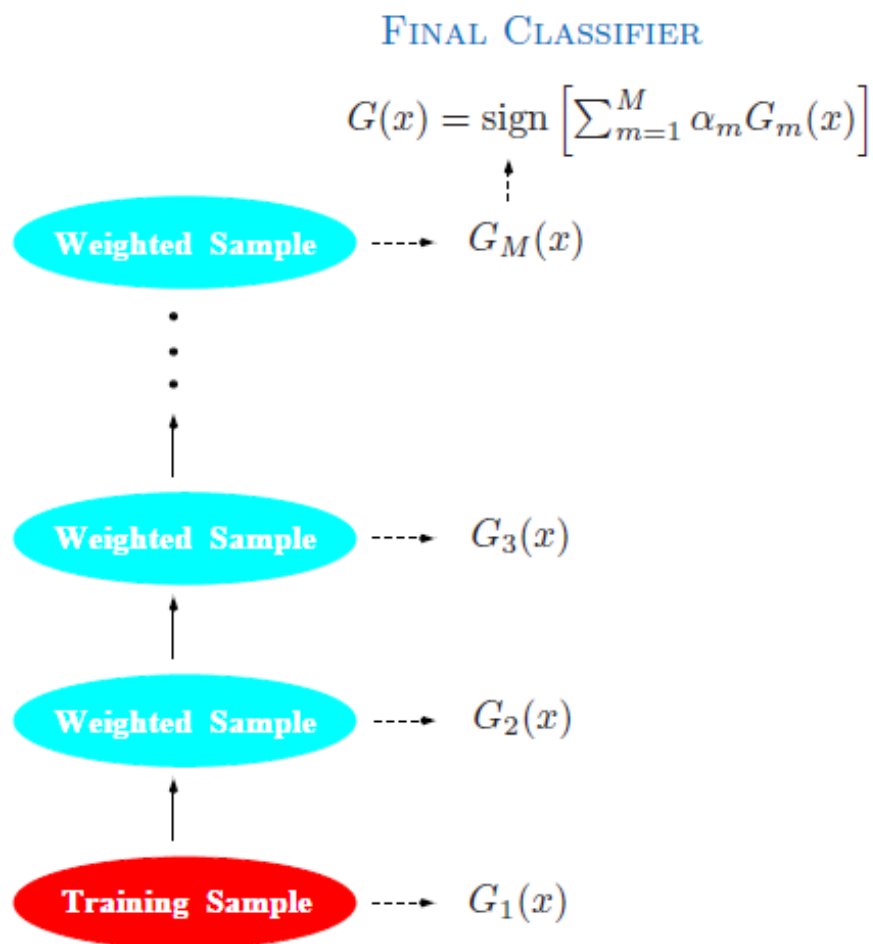 FINAL CLASSIFIER
G(x) = sign [∑_{m=1}^{M} α_m G_m(x)]
Weighted Sample G_M(x)
Weighted Sample G_3(x)
Weighted Sample G_2(x)
Training Sample G_1(x)